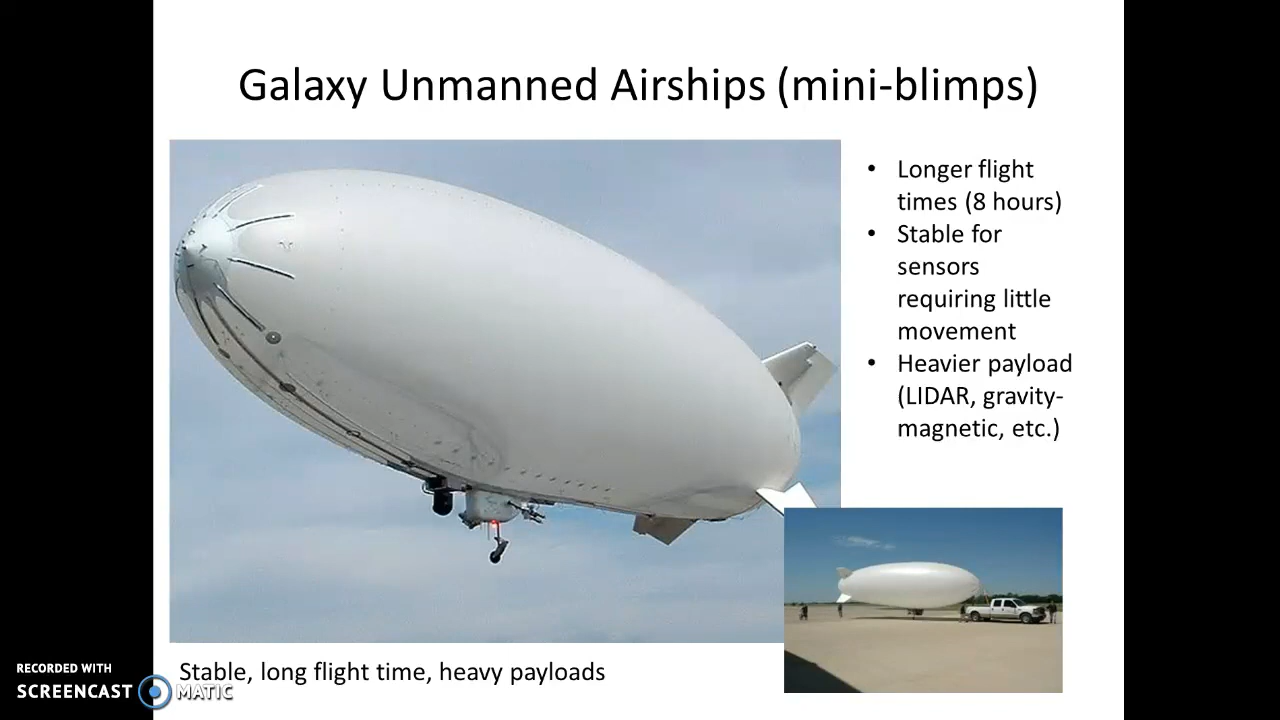 Galaxy Unmanned Airships (mini-blimps)
• Longer flight
times (8 hours)
• Stable for
sensors
requiring little
movement
• Heavier payload
(LIDAR, gravity-
magnetic, etc.)
Stable, long flight time, heavy payloads
RECORDED WITH
SCREENCAST MATIC